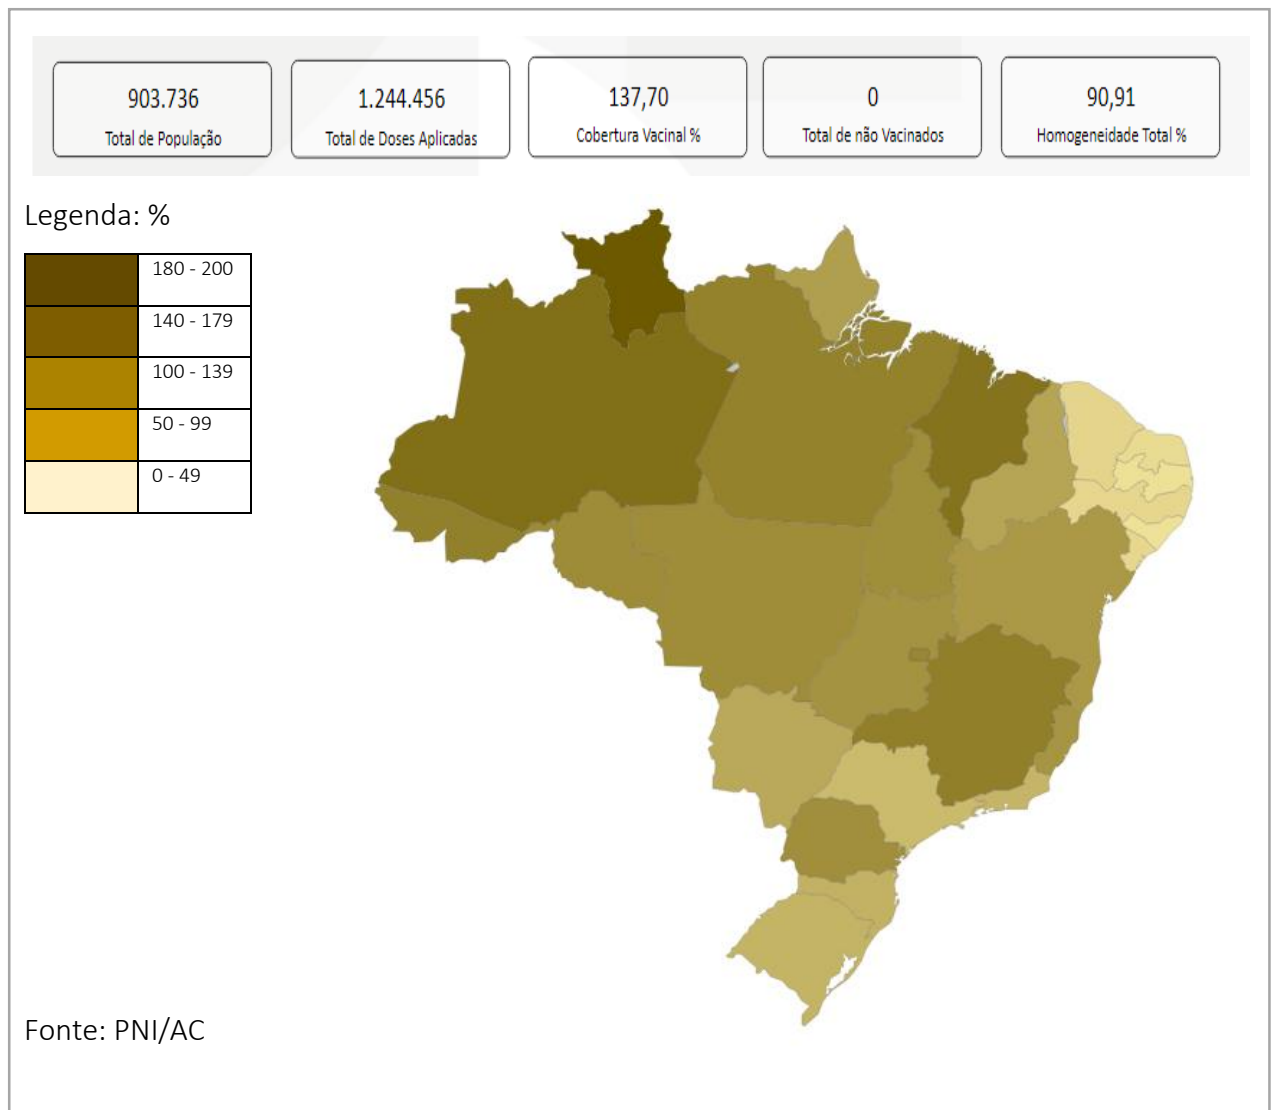 903.736
Total de População
1.244.456
Total de Doses Aplicadas
137,70
Cobertura Vacinal %
0
Total de não Vacinados
90,91
Homogeneidade Total %
Legenda: %
180 - 200
140 - 179
100 - 139
50 - 99
0 - 49
Fonte: PNI/AC